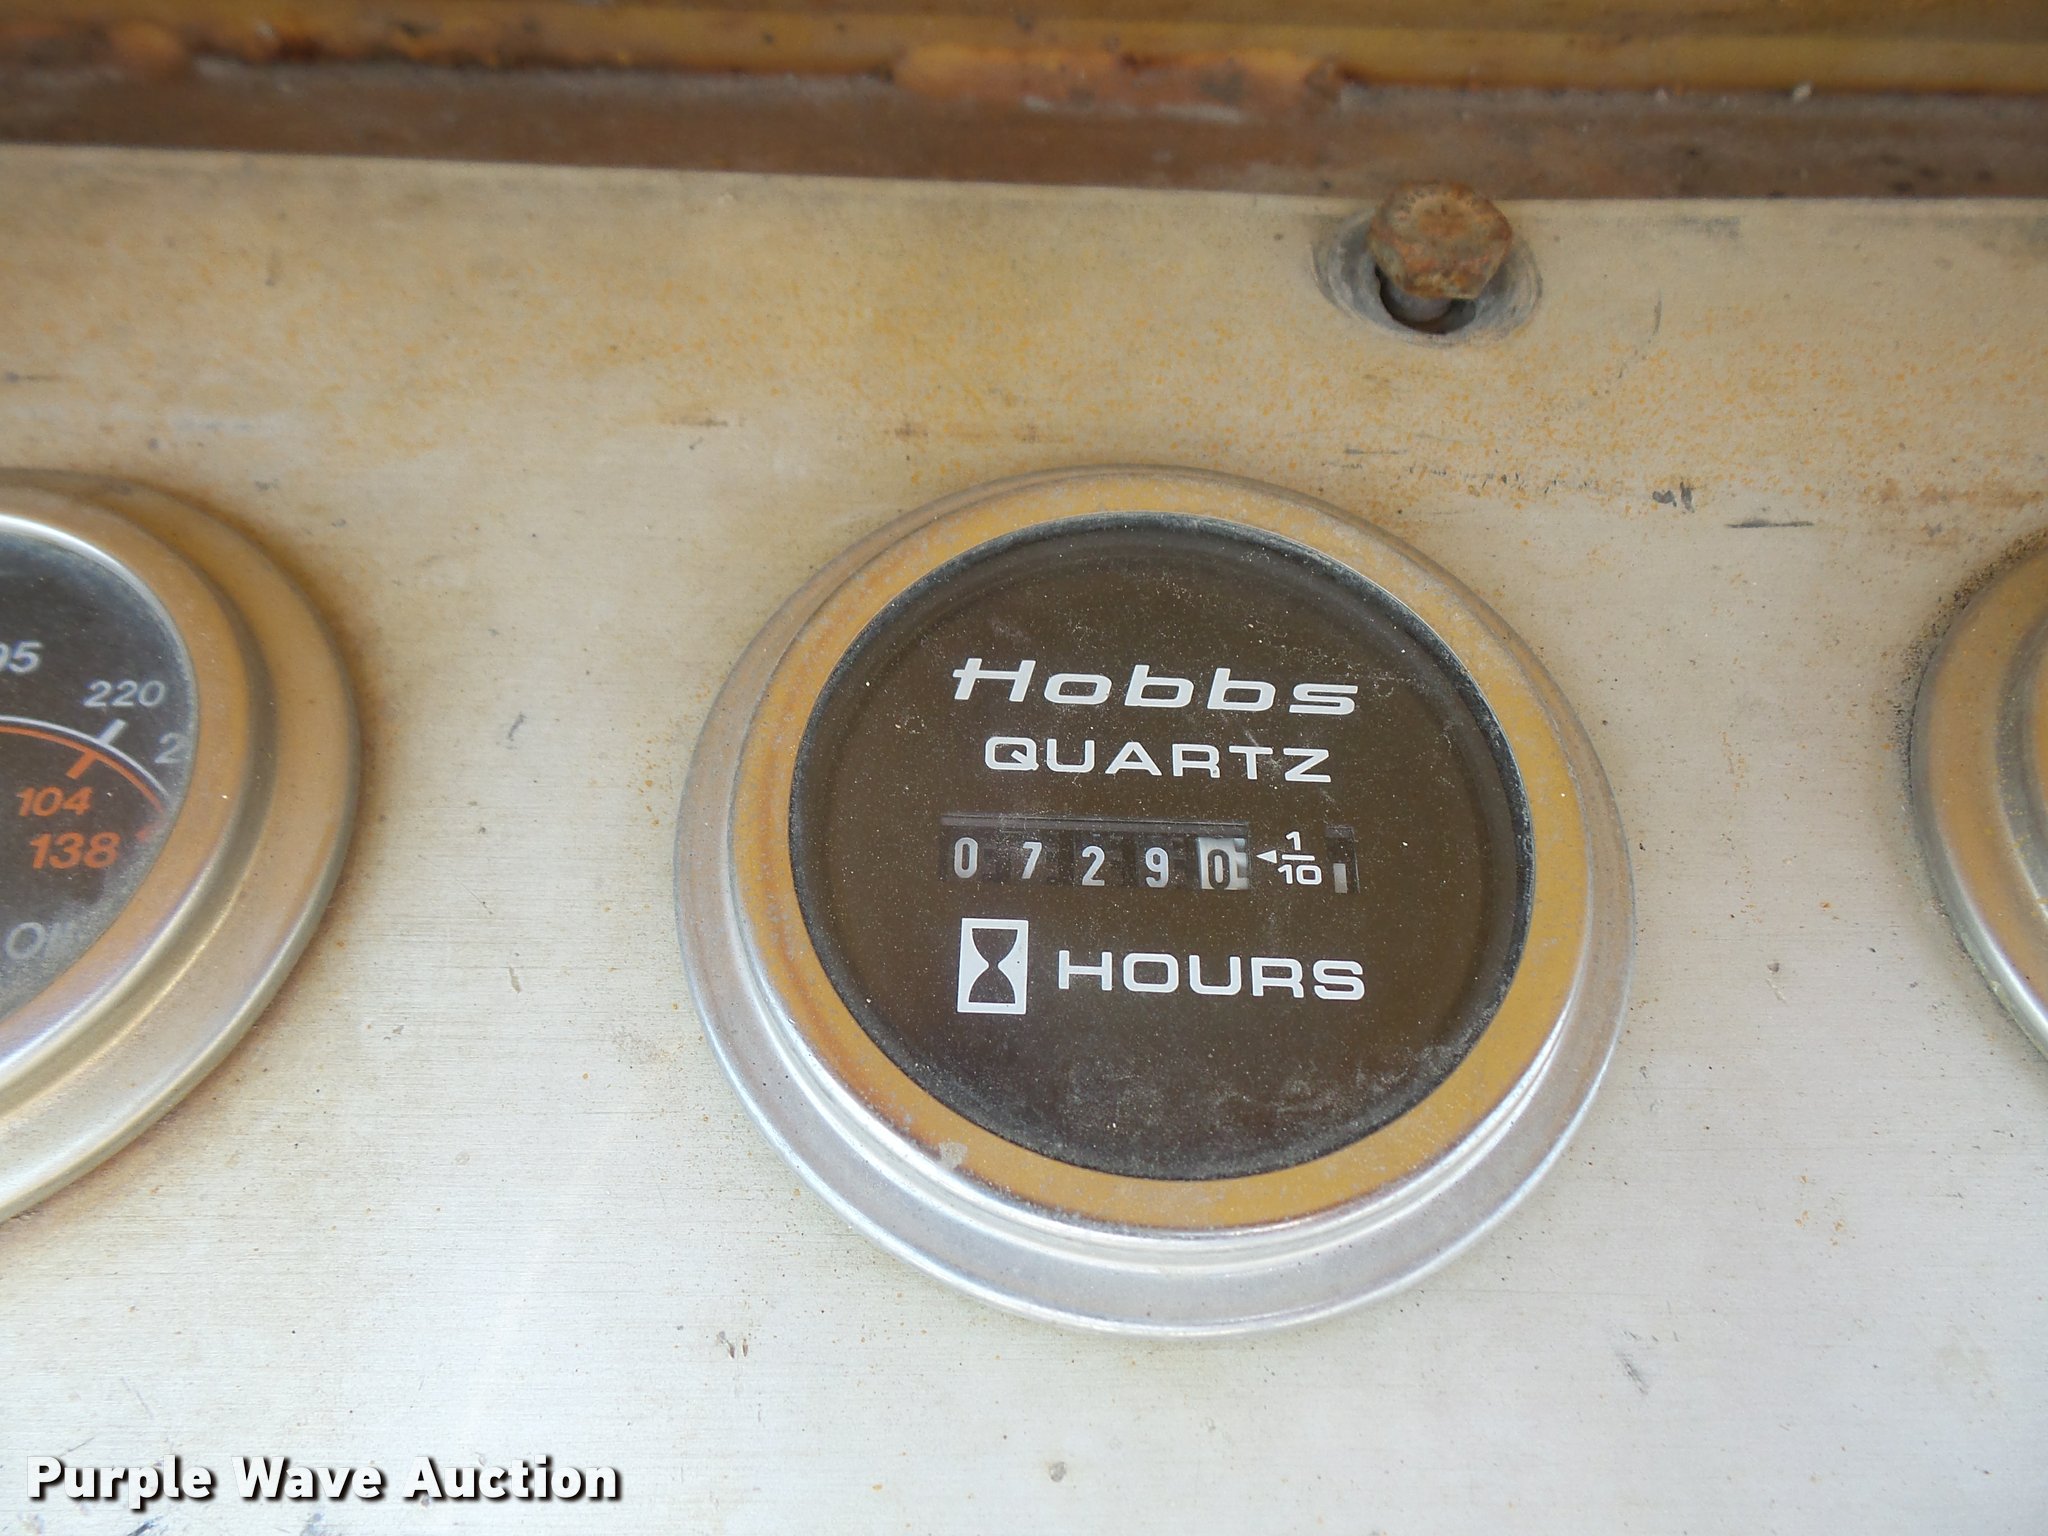 Hobbs
QUARTZ
0 7 2 9 0 ◄ 1/10
HOURS
220
104
138
Purple Wave Auction